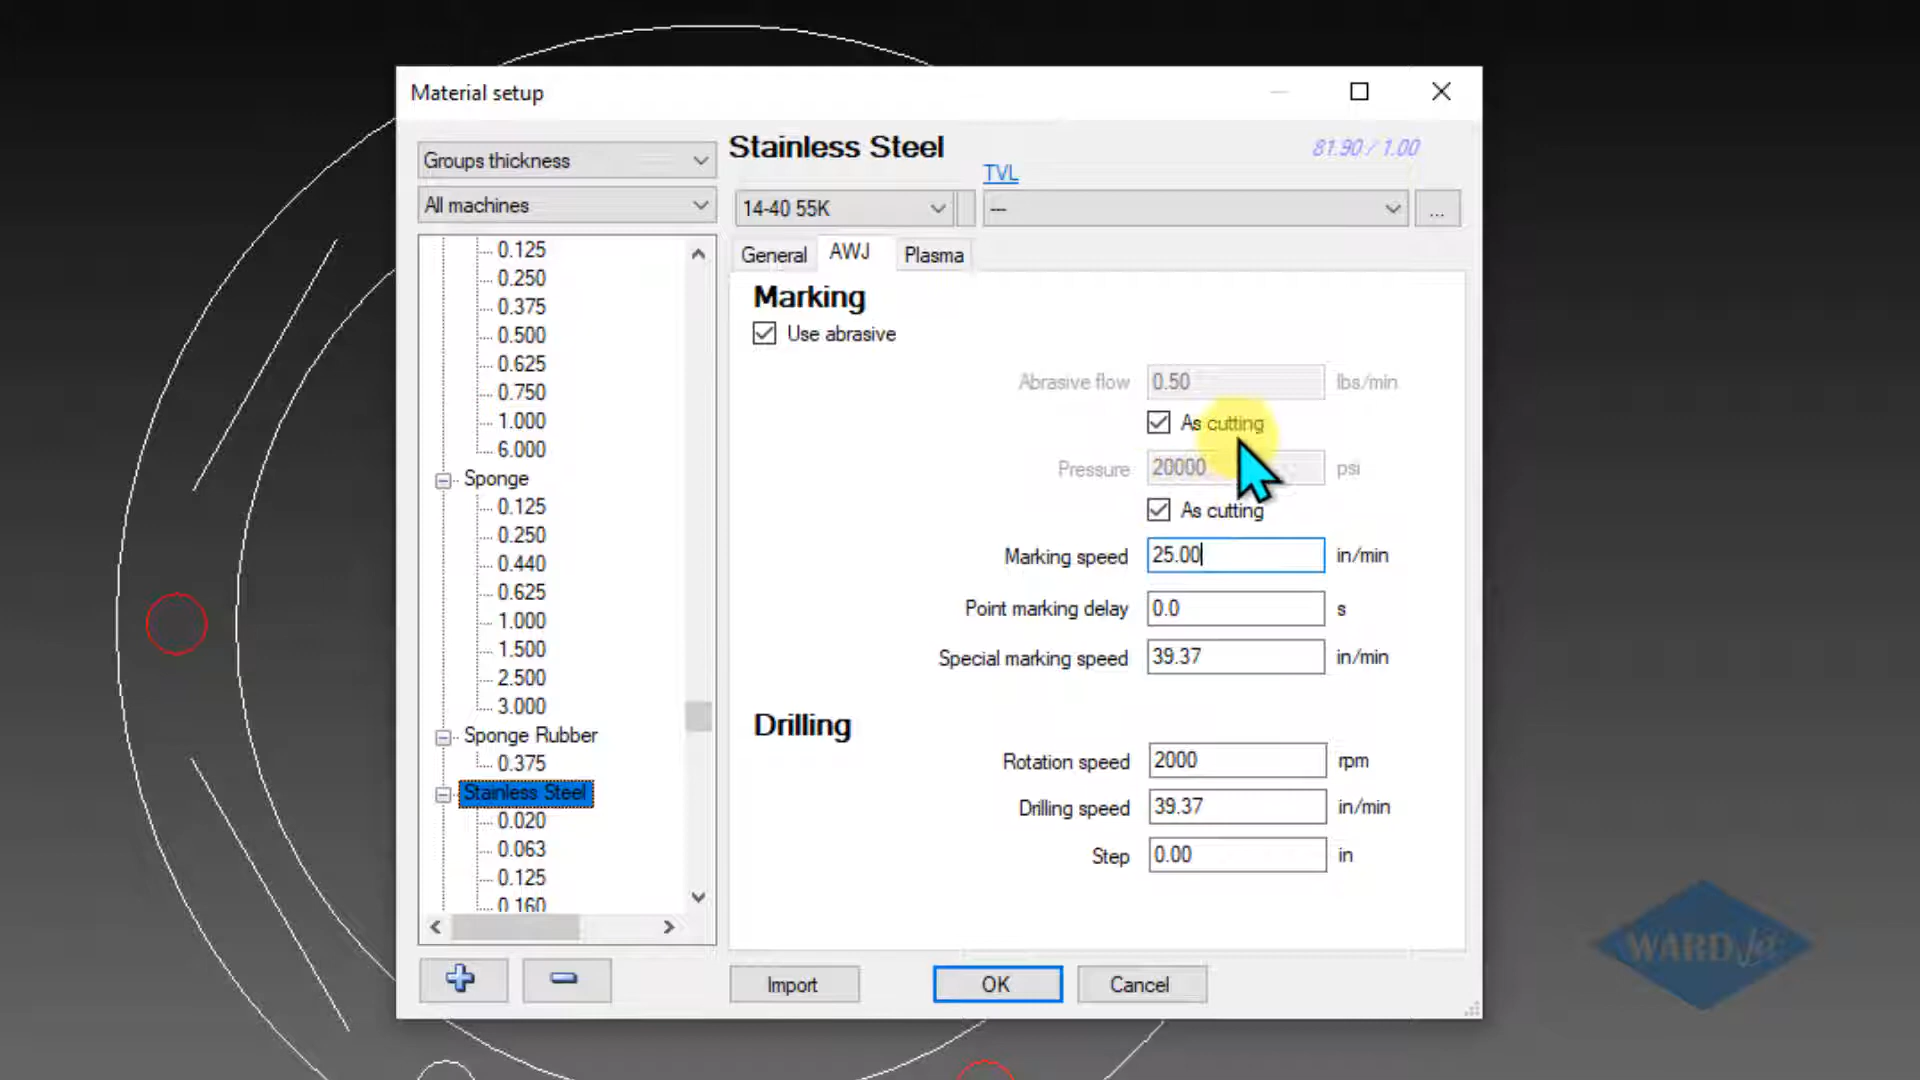 Material setup
Groups thickness
All machines
0.125
0.250
0.375
0.500
0.625
0.750
1.000
6.000
Sponge
0.125
0.250
0.440
0.625
1.000
1.500
2.500
3.000
Sponge Rubber
0.375
Stainless Steel
0.020
0.063
0.125
0.160
Stainless Steel
81.90 / 1.00
TVL
14-40 55K
---
...
General AWJ Plasma
Marking
Use abrasive
Abrasive flow 0.50 lbs/min
As cutting
Pressure 20000 psi
As cutting
Marking speed 25.00 in/min
Point marking delay 0.0 s
Special marking speed 39.37 in/min
Drilling
Rotation speed 2000 rpm
Drilling speed 39.37 in/min
Step 0.00 in
Import OK Cancel
WARDJet